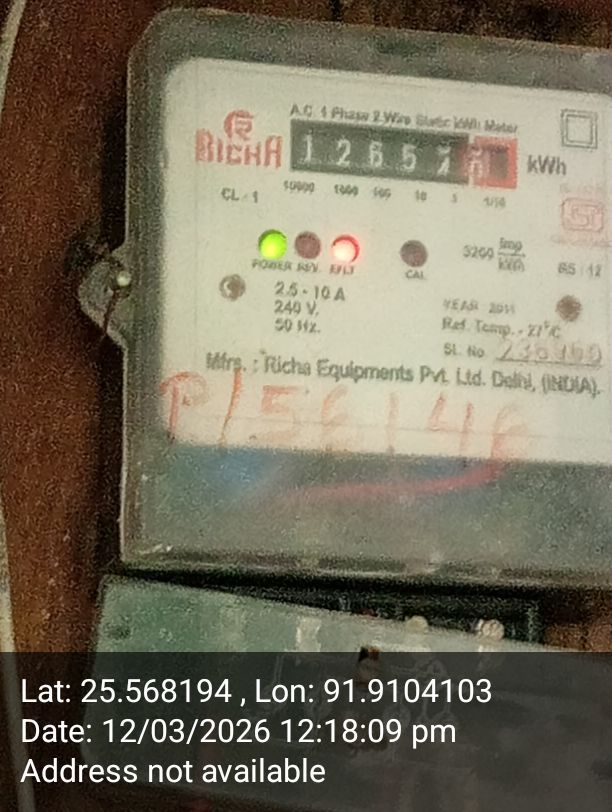 A.C. 1 Phase 2 Wire Static kWh Meter
RICHA
1 2 6 5
kWh
CL. 1
10000 1000 100 10 1 1/10
POWER REV. E/LT
CAL
3200 imp/kWh
2.5 - 10 A
240 V.
50 Hz.
YEAR 2011
Ref. Temp. - 27°C
SL. No.
Mfrs. : Richa Equipments Pvt. Ltd. Delhi, (INDIA).
P/56146
Lat: 25.568194 , Lon: 91.9104103
Date: 12/03/2026 12:18:09 pm
Address not available